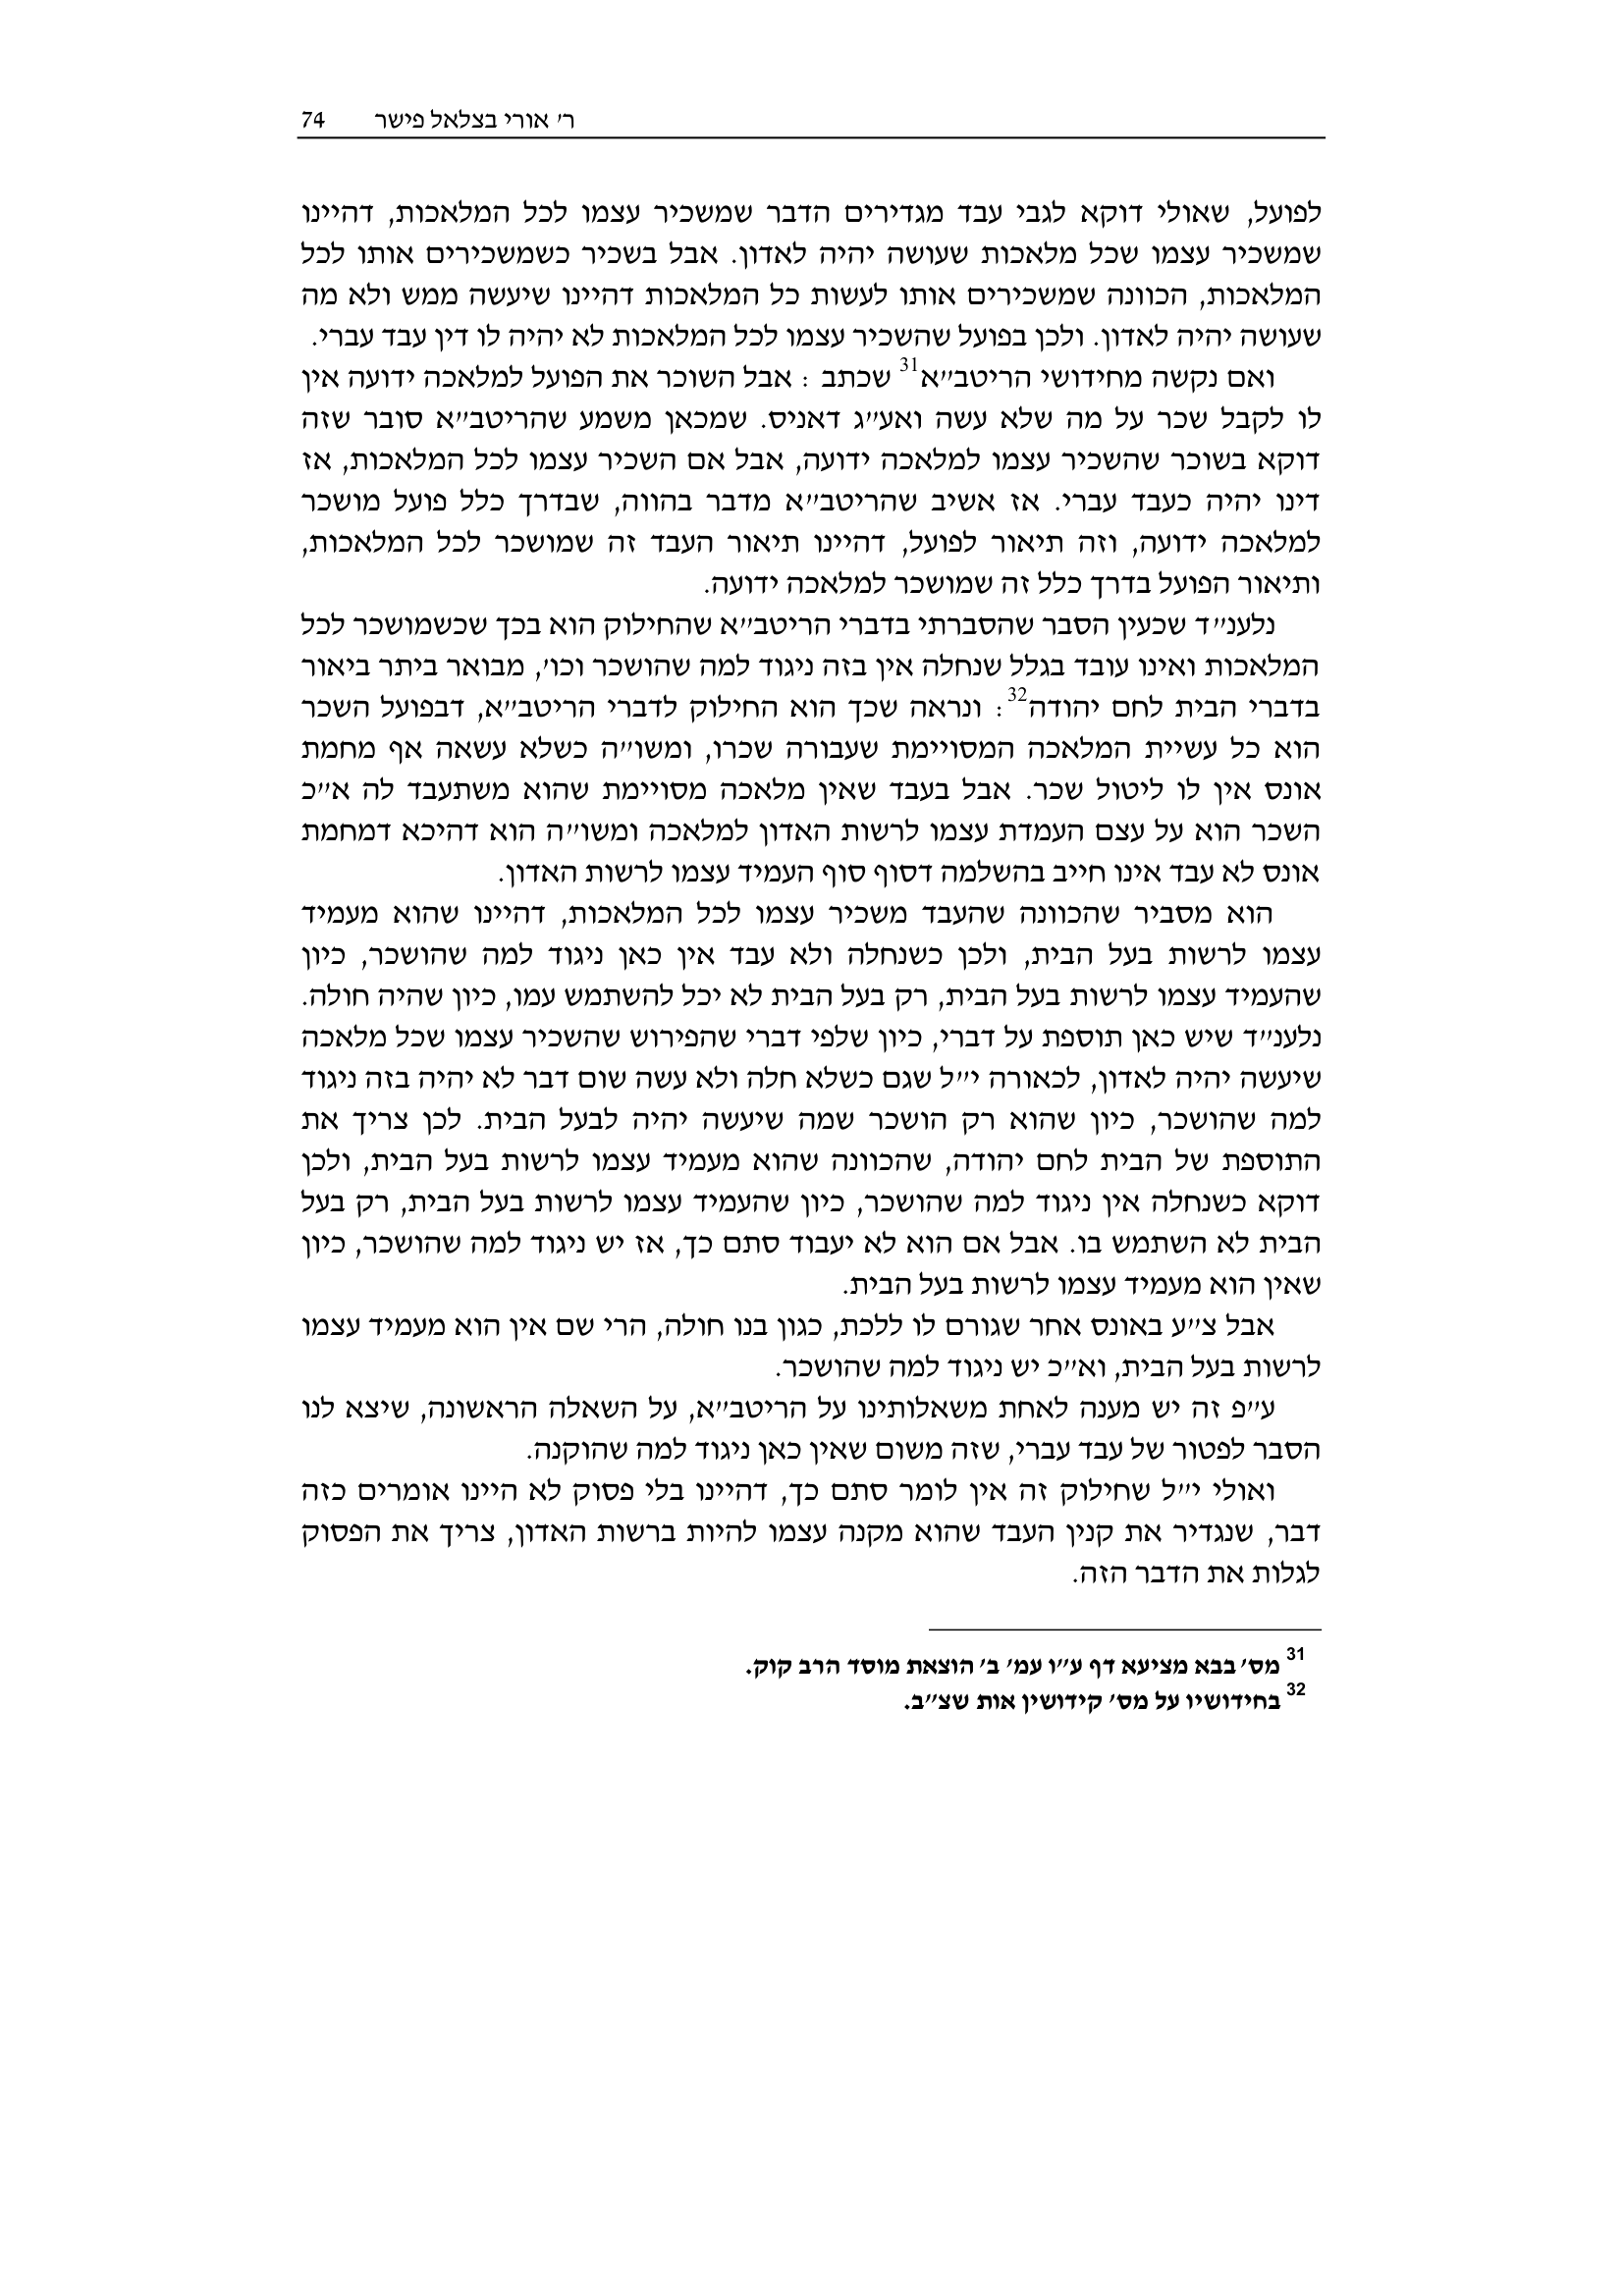 ר' אורי בצלאל פישר 74
לפועל, שאולי דוקא לגבי עבד מגדירים הדבר שמשכיר עצמו לכל המלאכות, דהיינו
שמשכיר עצמו שכל מלאכות שעושה יהיה לאדון. אבל בשכיר כשמשכירים אותו לכל
המלאכות, הכוונה שמשכירים אותו לעשות כל המלאכות דהיינו שיעשה ממש ולא מה
שעושה יהיה לאדון. ולכן בפועל שהשכיר עצמו לכל המלאכות לא יהיה לו דין עבד עברי.
ואם נקשה מחידושי הריטב"א31 שכתב : אבל השוכר את הפועל למלאכה ידועה אין
לו לקבל שכר על מה שלא עשה ואע"ג דאניס. שמכאן משמע שהריטב"א סובר שזה
דוקא בשוכר שהשכיר עצמו למלאכה ידועה, אבל אם השכיר עצמו לכל המלאכות, אז
דינו יהיה כעבד עברי. אז אשיב שהריטב"א מדבר בהווה, שבדרך כלל פועל מושכר
למלאכה ידועה, וזה תיאור לפועל, דהיינו תיאור העבד זה שמושכר לכל המלאכות,
ותיאור הפועל בדרך כלל זה שמושכר למלאכה ידועה.
נלענ"ד שכעין הסבר שהסברתי בדברי הריטב"א שהחילוק הוא בכך שכשמושכר לכל
המלאכות ואינו עובד בגלל שנחלה אין בזה ניגוד למה שהושכר וכו', מבואר ביתר ביאור
בדברי הבית לחם יהודה32 : ונראה שכך הוא החילוק לדברי הריטב"א, דבפועל השכר
הוא כל עשיית המלאכה המסויימת שעבורה שכרו, ומשו"ה כשלא עשאה אף מחמת
אונס אין לו ליטול שכר. אבל בעבד שאין מלאכה מסויימת שהוא משתעבד לה א"כ
השכר הוא על עצם העמדת עצמו לרשות האדון למלאכה ומשו"ה הוא דהיכא דמחמת
אונס לא עבד אינו חייב בהשלמה דסוף סוף העמיד עצמו לרשות האדון.
הוא מסביר שהכוונה שהעבד משכיר עצמו לכל המלאכות, דהיינו שהוא מעמיד
עצמו לרשות בעל הבית, ולכן כשנחלה ולא עבד אין כאן ניגוד למה שהושכר, כיון
שהעמיד עצמו לרשות בעל הבית, רק בעל הבית לא יכל להשתמש עמו, כיון שהיה חולה.
נלענ"ד שיש כאן תוספת על דברי, כיון שלפי דברי שהפירוש שהשכיר עצמו שכל מלאכה
שיעשה יהיה לאדון, לכאורה י"ל שגם כשלא חלה ולא עשה שום דבר לא יהיה בזה ניגוד
למה שהושכר, כיון שהוא רק הושכר שמה שיעשה יהיה לבעל הבית. לכן צריך את
התוספת של הבית לחם יהודה, שהכוונה שהוא מעמיד עצמו לרשות בעל הבית, ולכן
דוקא כשנחלה אין ניגוד למה שהושכר, כיון שהעמיד עצמו לרשות בעל הבית, רק בעל
הבית לא השתמש בו. אבל אם הוא לא יעבוד סתם כך, אז יש ניגוד למה שהושכר, כיון
שאין הוא מעמיד עצמו לרשות בעל הבית.
אבל צ"ע באונס אחר שגורם לו ללכת, כגון בנו חולה, הרי שם אין הוא מעמיד עצמו
לרשות בעל הבית, וא"כ יש ניגוד למה שהושכר.
ע"פ זה יש מענה לאחת משאלותינו על הריטב"א, על השאלה הראשונה, שיצא לנו
הסבר לפטור של עבד עברי, שזה משום שאין כאן ניגוד למה שהוקנה.
ואולי י"ל שחילוק זה אין לומר סתם כך, דהיינו בלי פסוק לא היינו אומרים כזה
דבר, שנגדיר את קנין העבד שהוא מקנה עצמו להיות ברשות האדון, צריך את הפסוק
לגלות את הדבר הזה.
31 מס' בבא מציעא דף ע"ו עמ' ב' הוצאת מוסד הרב קוק.
32 בחידושיו על מס' קידושין אות שצ"ב.